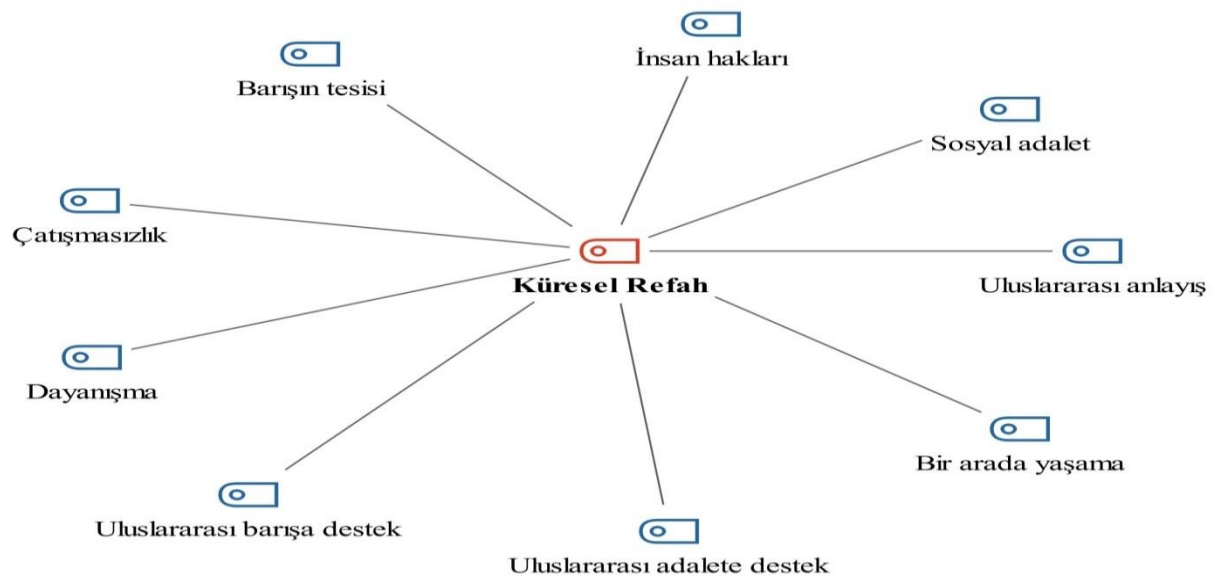 İnsan hakları
Barışın tesisi
Sosyal adalet
Çatışmasızlık
Küresel Refah
Uluslararası anlayış
Dayanışma
Bir arada yaşama
Uluslararası barışa destek
Uluslararası adalete destek